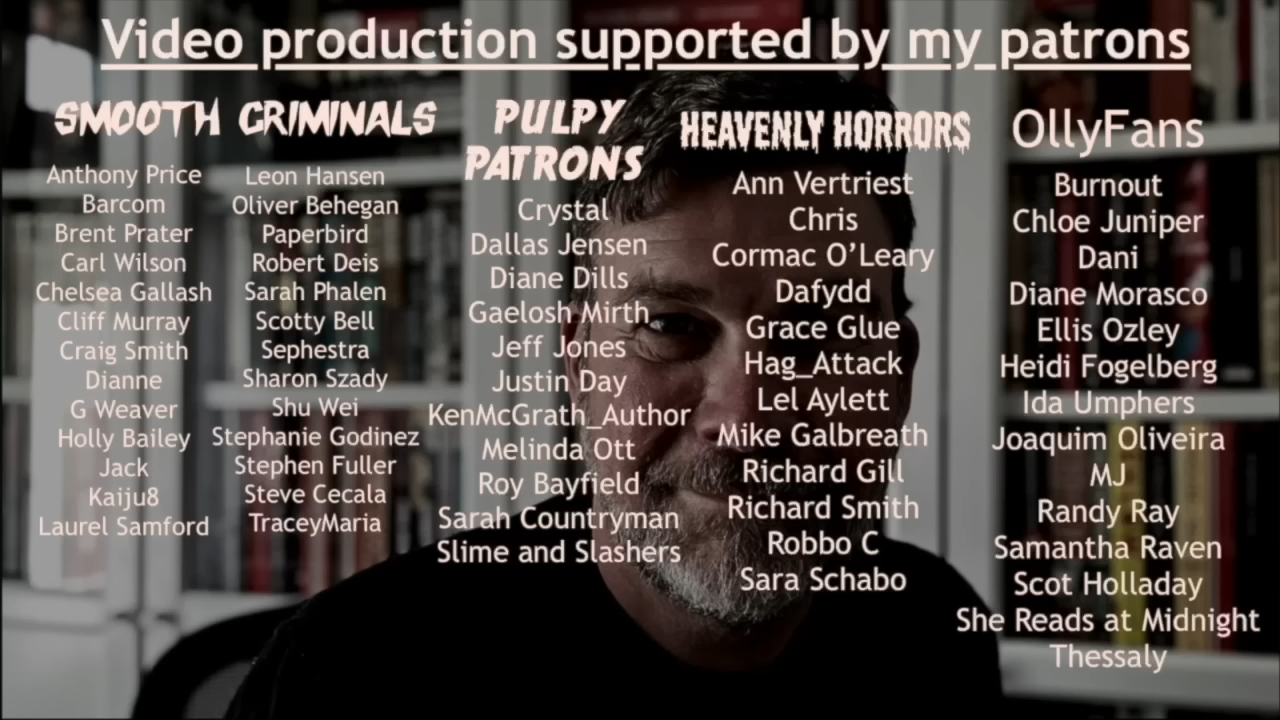 Video production supported by my patrons
SMOOTH CRIMINALS
Anthony Price
Barcom
Brent Prater
Carl Wilson
Chelsea Gallash
Cliff Murray
Craig Smith
Dianne
G Weaver
Holly Bailey
Jack
Kaiju8
Laurel Samford
Leon Hansen
Oliver Behegan
Paperbird
Robert Deis
Sarah Phalen
Scotty Bell
Sephestra
Sharon Szady
Shu Wei
Stephanie Godinez
Stephen Fuller
Steve Cecala
TraceyMaria
PULPY
PATRONS
Crystal
Dallas Jensen
Diane Dills
Gaelosh Mirth
Jeff Jones
Justin Day
KenMcGrath_Author
Melinda Ott
Roy Bayfield
Sarah Countryman
Slime and Slashers
HEAVENLY HORRORS
Ann Vertriest
Chris
Cormac O’Leary
Dafydd
Grace Glue
Hag_Attack
Lel Aylett
Mike Galbreath
Richard Gill
Richard Smith
Robbo C
Sara Schabo
OllyFans
Burnout
Chloe Juniper
Dani
Diane Morasco
Ellis Ozley
Heidi Fogelberg
Ida Umphers
Joaquim Oliveira
MJ
Randy Ray
Samantha Raven
Scot Holladay
She Reads at Midnight
Thessaly